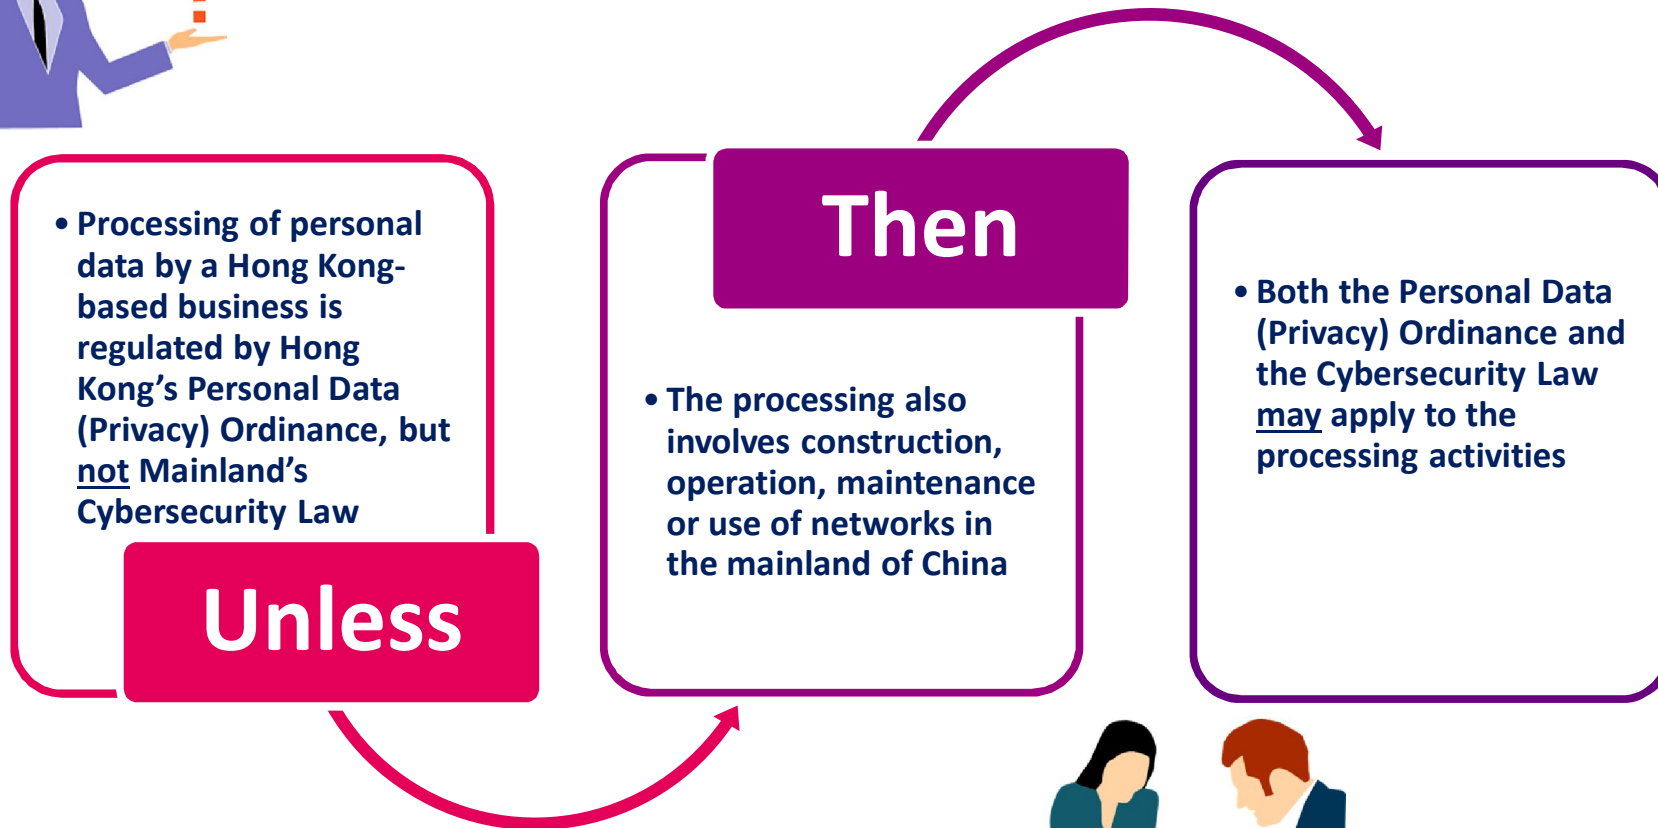 • Processing of personal
data by a Hong Kong-
based business is
regulated by Hong
Kong’s Personal Data
(Privacy) Ordinance, but
not Mainland’s
Cybersecurity Law
Unless
Then
• The processing also
involves construction,
operation, maintenance
or use of networks in
the mainland of China
• Both the Personal Data
(Privacy) Ordinance and
the Cybersecurity Law
may apply to the
processing activities